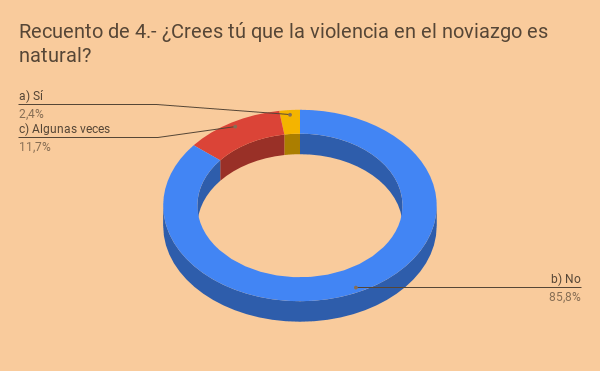 Recuento de 4.- ¿Crees tú que la violencia en el noviazgo es
natural?
a) Sí
2,4%
c) Algunas veces
11,7%
b) No
85,8%